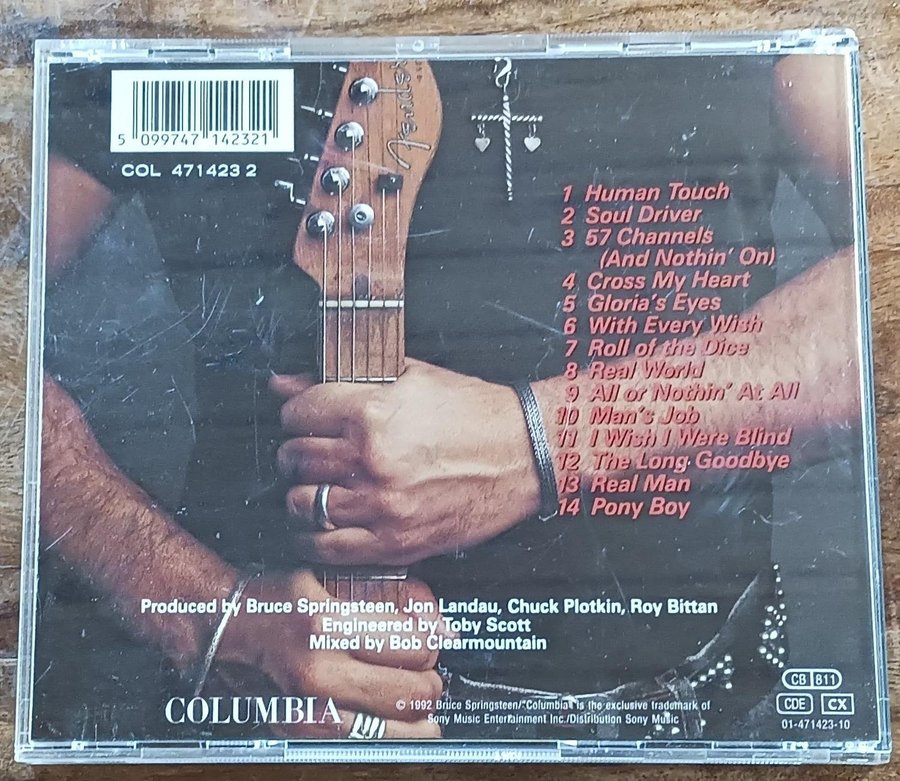 5 099747 142321
COL 471423 2
Fender
1 Human Touch
2 Soul Driver
3 57 Channels
(And Nothin' On)
4 Cross My Heart
5 Gloria's Eyes
6 With Every Wish
7 Roll of the Dice
8 Real World
9 All or Nothin' At All
10 Man's Job
11 I Wish I Were Blind
12 The Long Goodbye
13 Real Man
14 Pony Boy
Produced by Bruce Springsteen, Jon Landau, Chuck Plotkin, Roy Bittan
Engineered by Toby Scott
Mixed by Bob Clearmountain
COLUMBIA
© 1992 Bruce Springsteen/"Columbia" is the exclusive trademark of
Sony Music Entertainment Inc./Distribution Sony Music
CB 811
CDE CX
01-471423-10